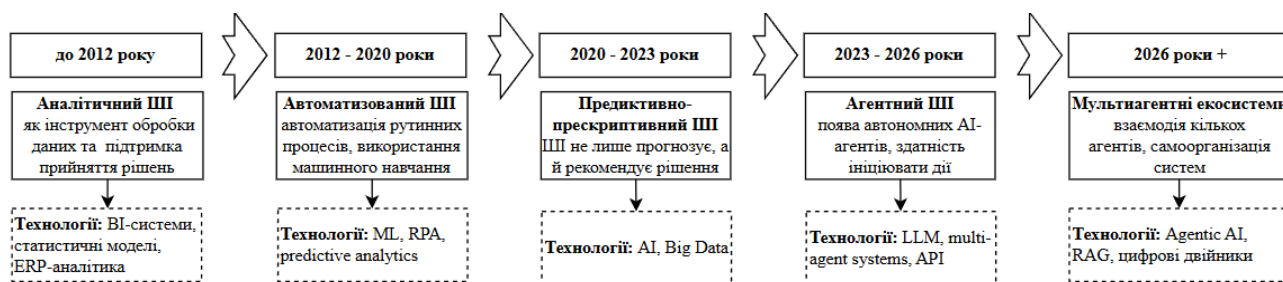 до 2012 року
2012 - 2020 роки
2020 - 2023 роки
2023 - 2026 роки
2026 роки +
Аналітичний ШІ
як інструмент обробки
даних та підтримка
прийняття рішень
Автоматизований ШІ
автоматизація рутинних
процесів, використання
машинного навчання
Предиктивно-
прескриптивний ШІ
ШІ не лише прогнозує, а
й рекомендує рішення
Агентний ШІ
поява автономних AI-
агентів, здатність
ініціювати дії
Мультиагентні екосистеми
взаємодія кількох
агентів, самоорганізація
систем
Технології: BI-системи,
статистичні моделі,
ERP-аналітика
Технології: ML, RPA,
predictive analytics
Технології: AI, Big Data
Технології: LLM, multi-
agent systems, API
Технології: Agentic AI,
RAG, цифрові двійники